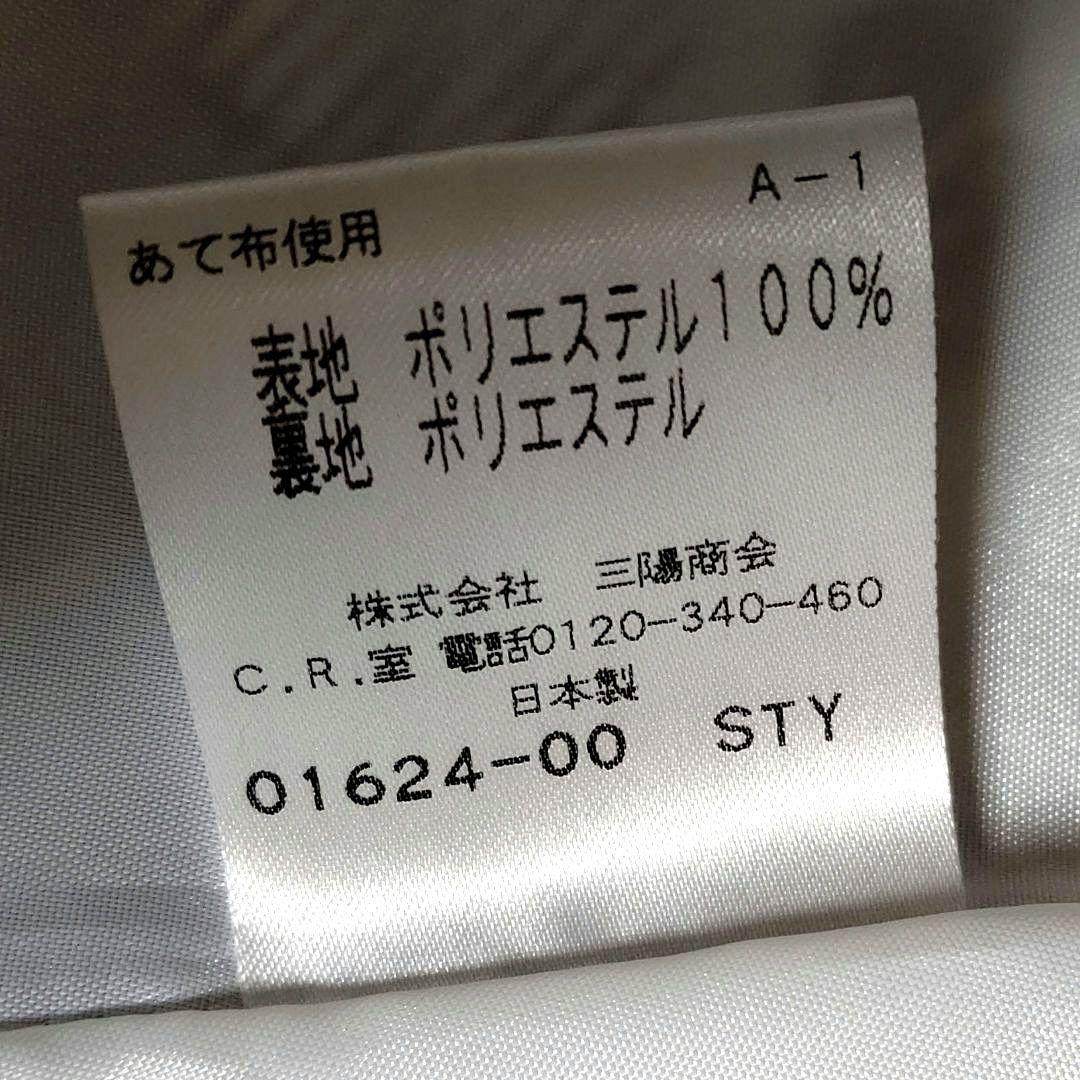 A-1
あて布使用
表地 ポリエステル100%
裏地 ポリエステル
株式会社 三陽商会
C.R.室 電話0120-340-460
日本製
01624-00 STY